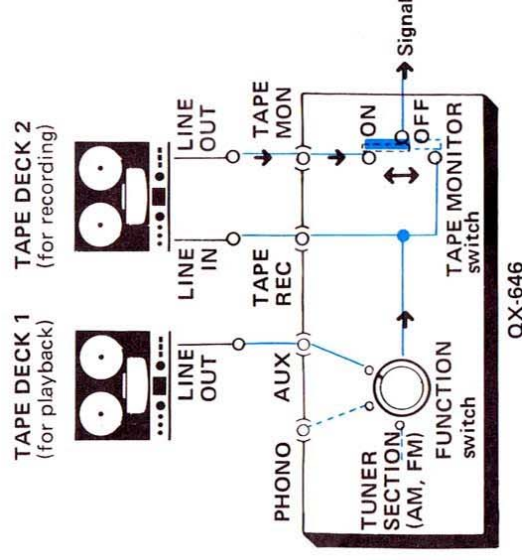 TAPE DECK 1
(for playback)
TAPE DECK 2
(for recording)
LINE
OUT
LINE
IN
LINE
OUT
PHONO
AUX
TAPE
REC
TAPE
MON
TUNER
SECTION
(AM, FM)
FUNCTION
switch
ON
OFF
TAPE MONITOR
switch
Signal
QX-646